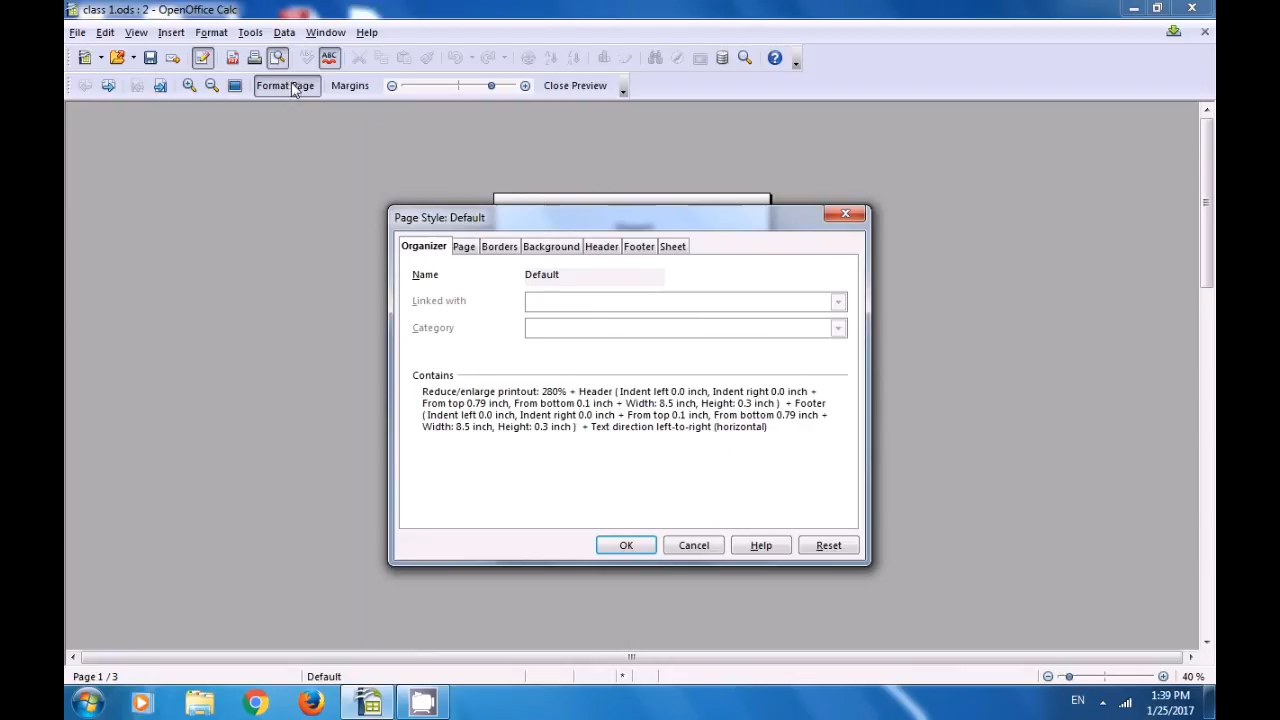 class 1.ods : 2 - OpenOffice Calc
File Edit View Insert Format Tools Data Window Help
ABC ABC
Format Page Margins Close Preview
Page Style: Default
Organizer Page Borders Background Header Footer Sheet
Name Default
Linked with
Category
Contains
Reduce/enlarge printout: 280% + Header ( Indent left 0.0 inch, Indent right 0.0 inch +
From top 0.79 inch, From bottom 0.1 inch + Width: 8.5 inch, Height: 0.3 inch ) + Footer
( Indent left 0.0 inch, Indent right 0.0 inch + From top 0.1 inch, From bottom 0.79 inch +
Width: 8.5 inch, Height: 0.3 inch ) + Text direction left-to-right (horizontal)
OK Cancel Help Reset
Page 1 / 3 Default * 40 %
EN 1:39 PM
1/25/2017